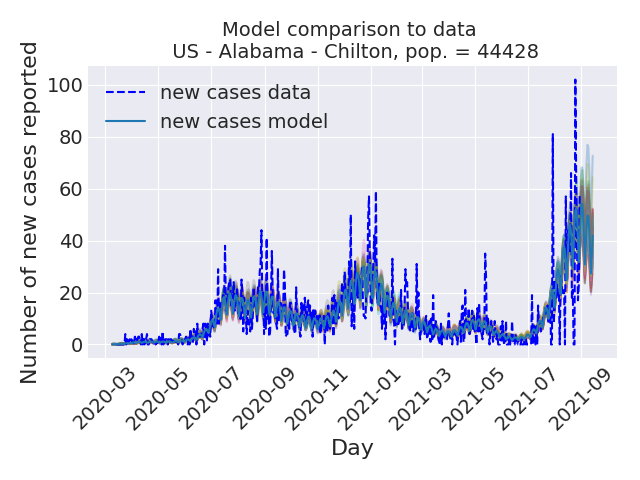 Model comparison to data
US - Alabama - Chilton, pop. = 44428
Number of new cases reported
100
80
60
40
20
0
new cases data
new cases model
2020-03
2020-05
2020-07
2020-09
2020-11
2021-01
2021-03
2021-05
2021-07
2021-09
Day